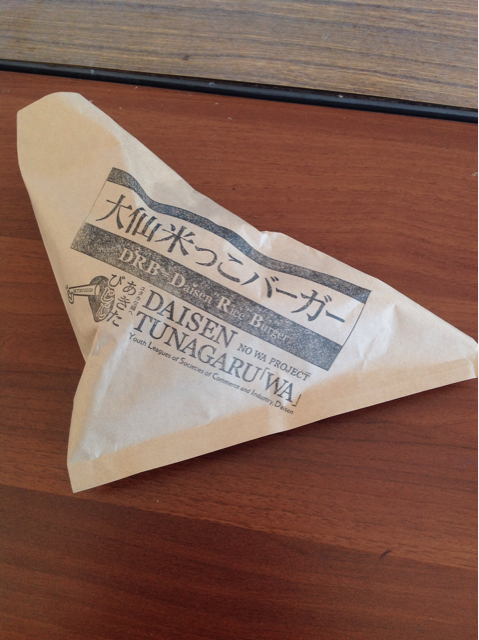 大仙米っこバーガー
DRB~Daisen Rice Burger
あきた
びじょん
DAISEN NO WA PROJECT
TUNAGARU「WA」
Youth Leagues of Societies of Commerce and Industry, Daisen